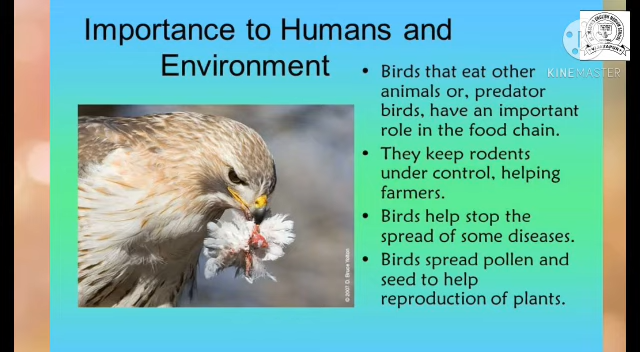 Importance to Humans and
Environment
• Birds that eat other
animals or, predator
birds, have an important
role in the food chain.
• They keep rodents
under control, helping
farmers.
• Birds help stop the
spread of some diseases.
• Birds spread pollen and
seed to help
reproduction of plants.
KINEMASTER